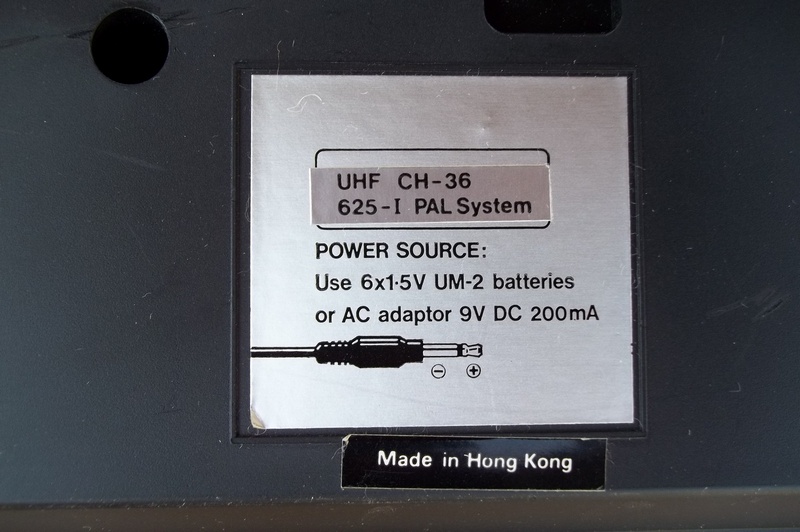 UHF CH-36
625-I PAL System
POWER SOURCE:
Use 6x1·5V UM-2 batteries
or AC adaptor 9V DC 200mA
⊖ ⊕
Made in Hong Kong